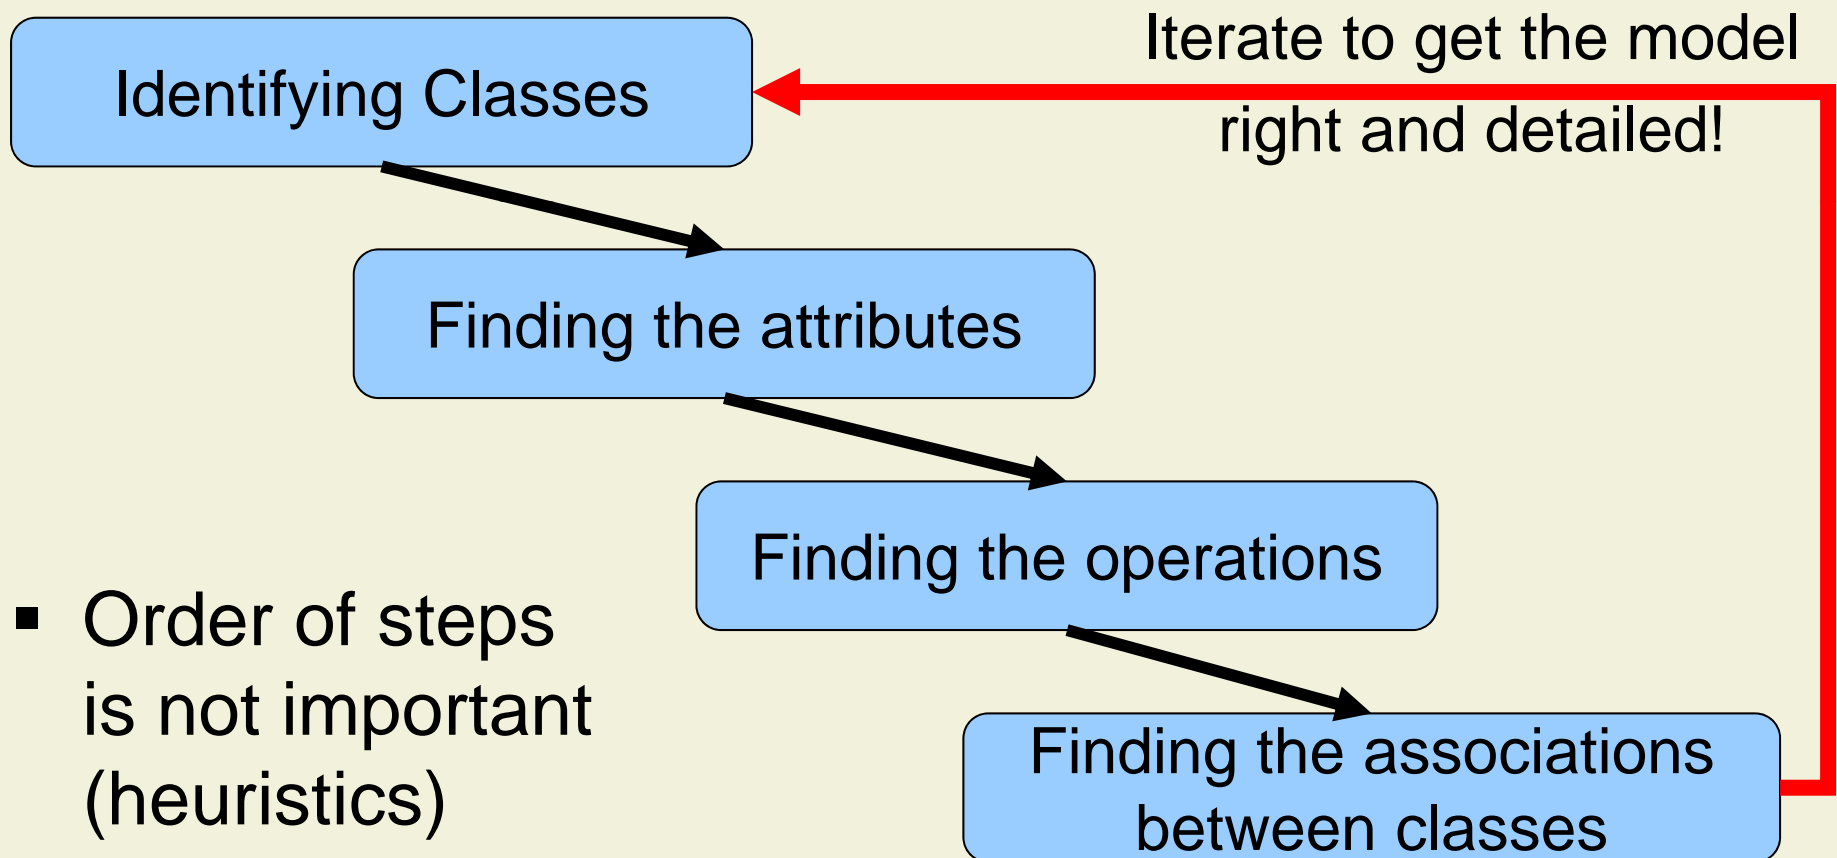 Iterate to get the model
right and detailed!
Identifying Classes
Finding the attributes
Finding the operations
▪ Order of steps
is not important
(heuristics)
Finding the associations
between classes